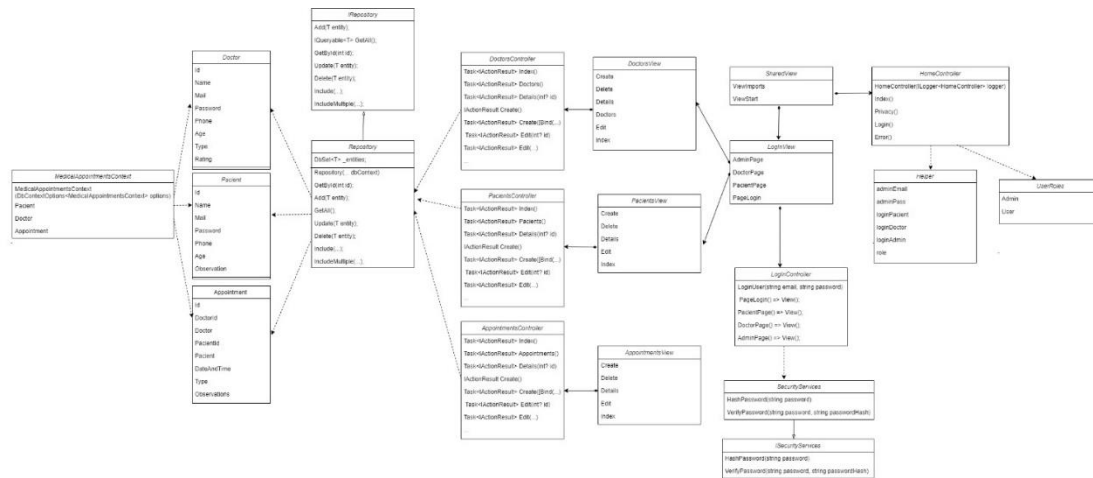 IRepository
Add(T entity);
IQueryable<T> GetAll();
GetById(int id);
Update(T entity);
Delete(T entity);
Include(...);
IncludeMultiple(...);
Doctor
Id
Name
Mail
Password
Phone
Age
Type
Rating
MedicalAppointmentsContext
MedicalAppointmentsContext
(DbContextOptions<MedicalAppointmentsContext> options)
Pacient
Doctor
Appointment
Pacient
Id
Name
Mail
Password
Phone
Age
Observation
Appointment
Id
DoctorId
Doctor
PacientId
Pacient
DateAndTime
Type
Observations
Repository
DbSet<T> _entities;
Repository(... dbContext)
GetById(int id);
Add(T entity);
GetAll();
Update(T entity);
Delete(T entity);
Include(...);
IncludeMultiple(...);
DoctorsController
Task<IActionResult> Index()
Task<IActionResult> Doctors()
Task<IActionResult> Details(int? id)
IActionResult Create()
Task<IActionResult> Create([Bind(...)
Task<IActionResult> Edit(int? id)
Task<IActionResult> Edit(...)
...
PacientsController
Task<IActionResult> Index()
Task<IActionResult> Pacients()
Task<IActionResult> Details(int? id)
IActionResult Create()
Task<IActionResult> Create([Bind(...)
Task<IActionResult> Edit(int? id)
Task<IActionResult> Edit(...)
...
AppointmentsController
Task<IActionResult> Index()
Task<IActionResult> Appointments()
Task<IActionResult> Details(int? id)
IActionResult Create()
Task<IActionResult> Create([Bind(...)
Task<IActionResult> Edit(int? id)
Task<IActionResult> Edit(...)
...
DoctorsView
Create
Delete
Details
Doctors
Edit
Index
PacientsView
Create
Delete
Details
Edit
Index
AppointmentsView
Create
Delete
Details
Edit
Index
SharedView
ViewImports
ViewStart
LoginView
AdminPage
DoctorPage
PacientPage
PageLogin
LoginController
LoginUser(string email, string password)
PageLogin() => View();
PacientPage() => View();
DoctorPage() => View();
AdminPage() => View();
SecurityServices
HashPassword(string password)
VerifyPassword(string password, string passwordHash)
ISecurityServices
HashPassword(string password)
VerifyPassword(string password, string passwordHash)
HomeController
HomeController(ILogger<HomeController> logger)
Index()
Privacy()
Login()
Error()
Helper
adminEmail
adminPass
loginPacient
loginDoctor
loginAdmin
role
UserRoles
Admin
User